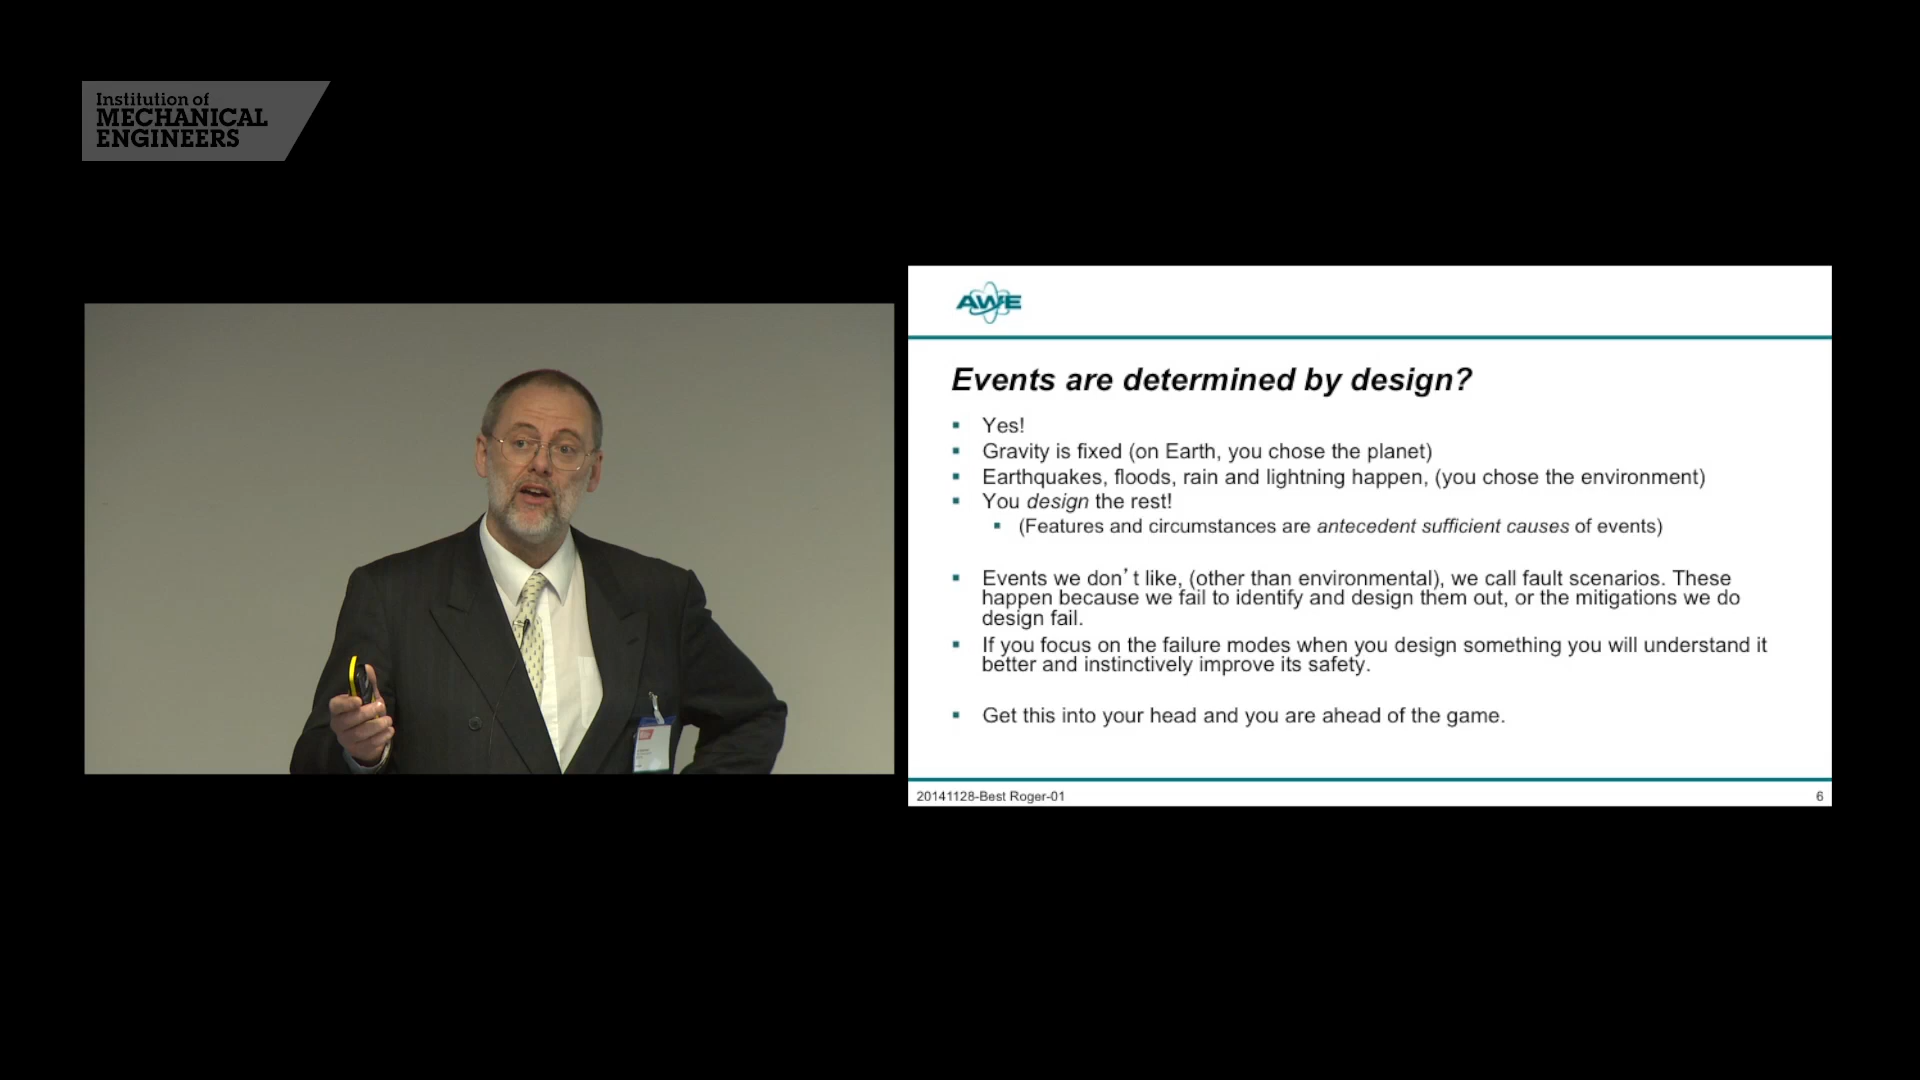 Institution of
MECHANICAL
ENGINEERS
AWE
Events are determined by design?
Yes!
Gravity is fixed (on Earth, you chose the planet)
Earthquakes, floods, rain and lightning happen, (you chose the environment)
You design the rest!
(Features and circumstances are antecedent sufficient causes of events)
Events we don't like, (other than environmental), we call fault scenarios. These
happen because we fail to identify and design them out, or the mitigations we do
design fail.
If you focus on the failure modes when you design something you will understand it
better and instinctively improve its safety.
Get this into your head and you are ahead of the game.
20141128-Best Roger-01
6